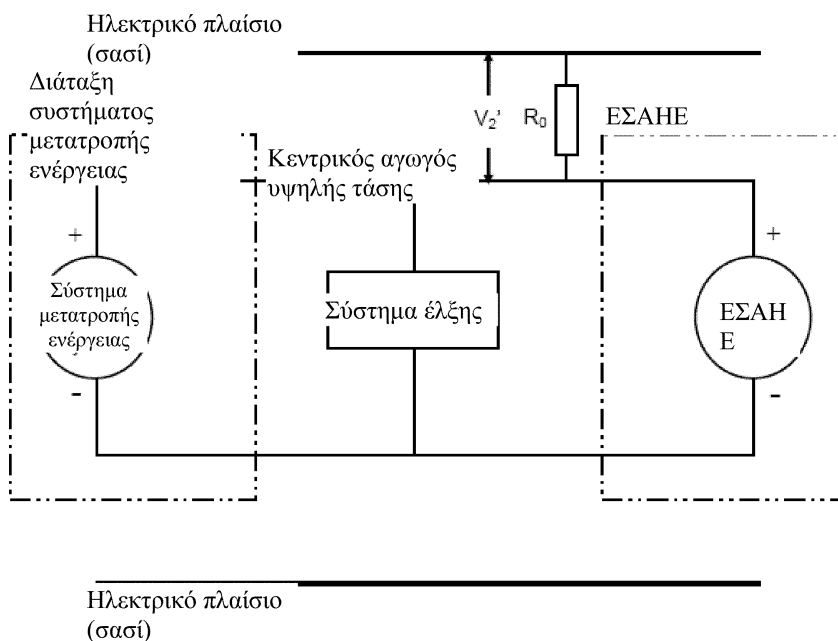 Ηλεκτρικό πλαίσιο
(σασί)
Διάταξη
συστήματος
μετατροπής
ενέργειας
V₂'
R₀
ΕΣΑΗΕ
Κεντρικός αγωγός
υψηλής τάσης
+
+
Σύστημα
μετατροπής
ενέργειας
Σύστημα έλξης
ΕΣΑΗ
Ε
-
-
Ηλεκτρικό πλαίσιο
(σασί)